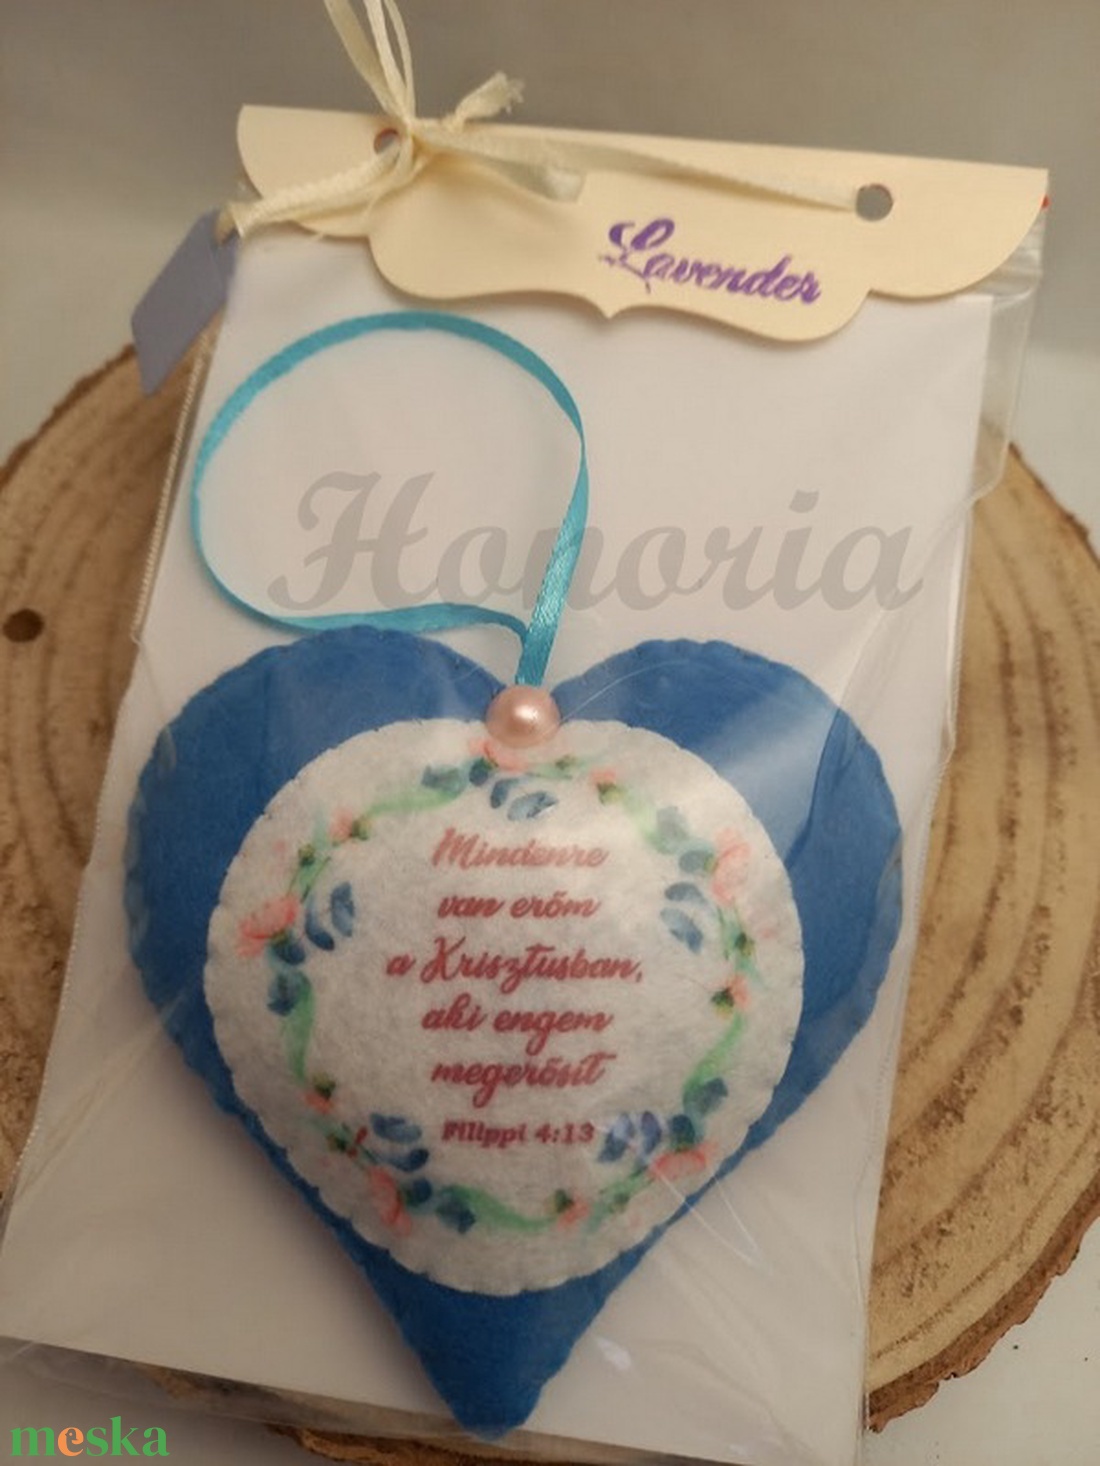 Lavender
Honoria
Mindenre
van erőm
a Krisztusban,
aki engem
megerősít
Filippi 4:13
meska